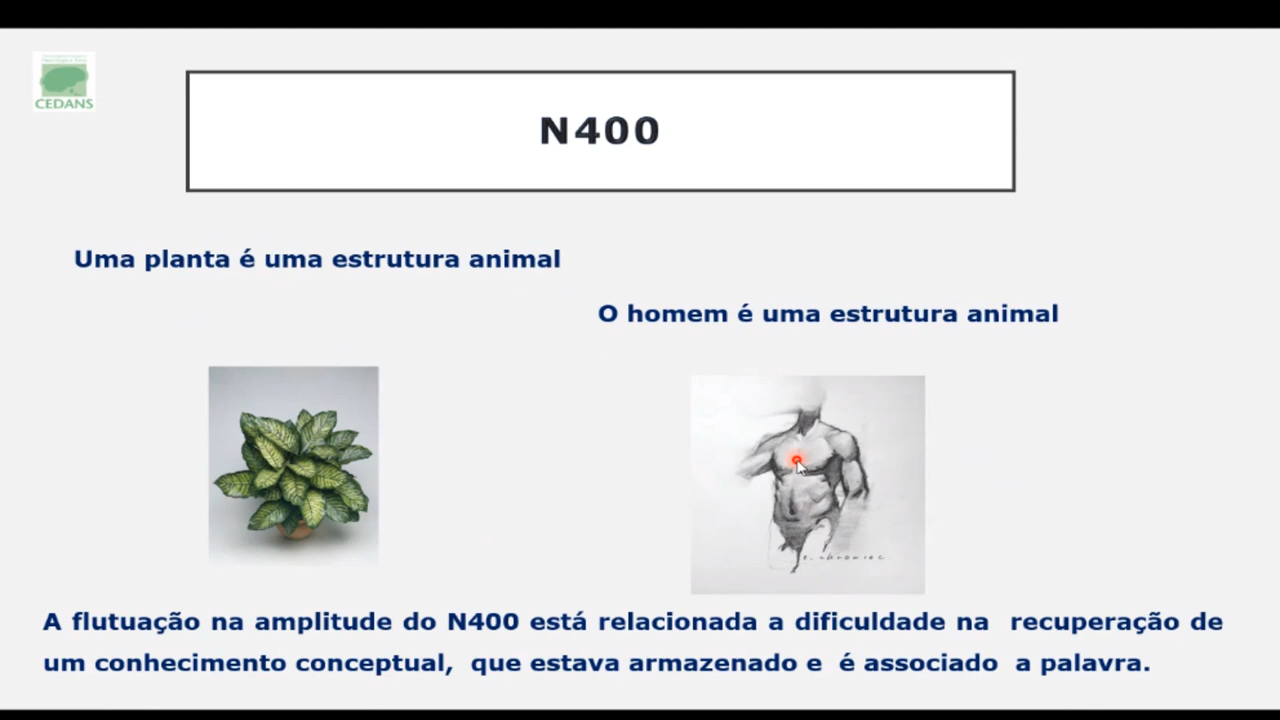 CEDANS
N400
Uma planta é uma estrutura animal
O homem é uma estrutura animal
A flutuação na amplitude do N400 está relacionada a dificuldade na recuperação de
um conhecimento conceptual, que estava armazenado e é associado a palavra.